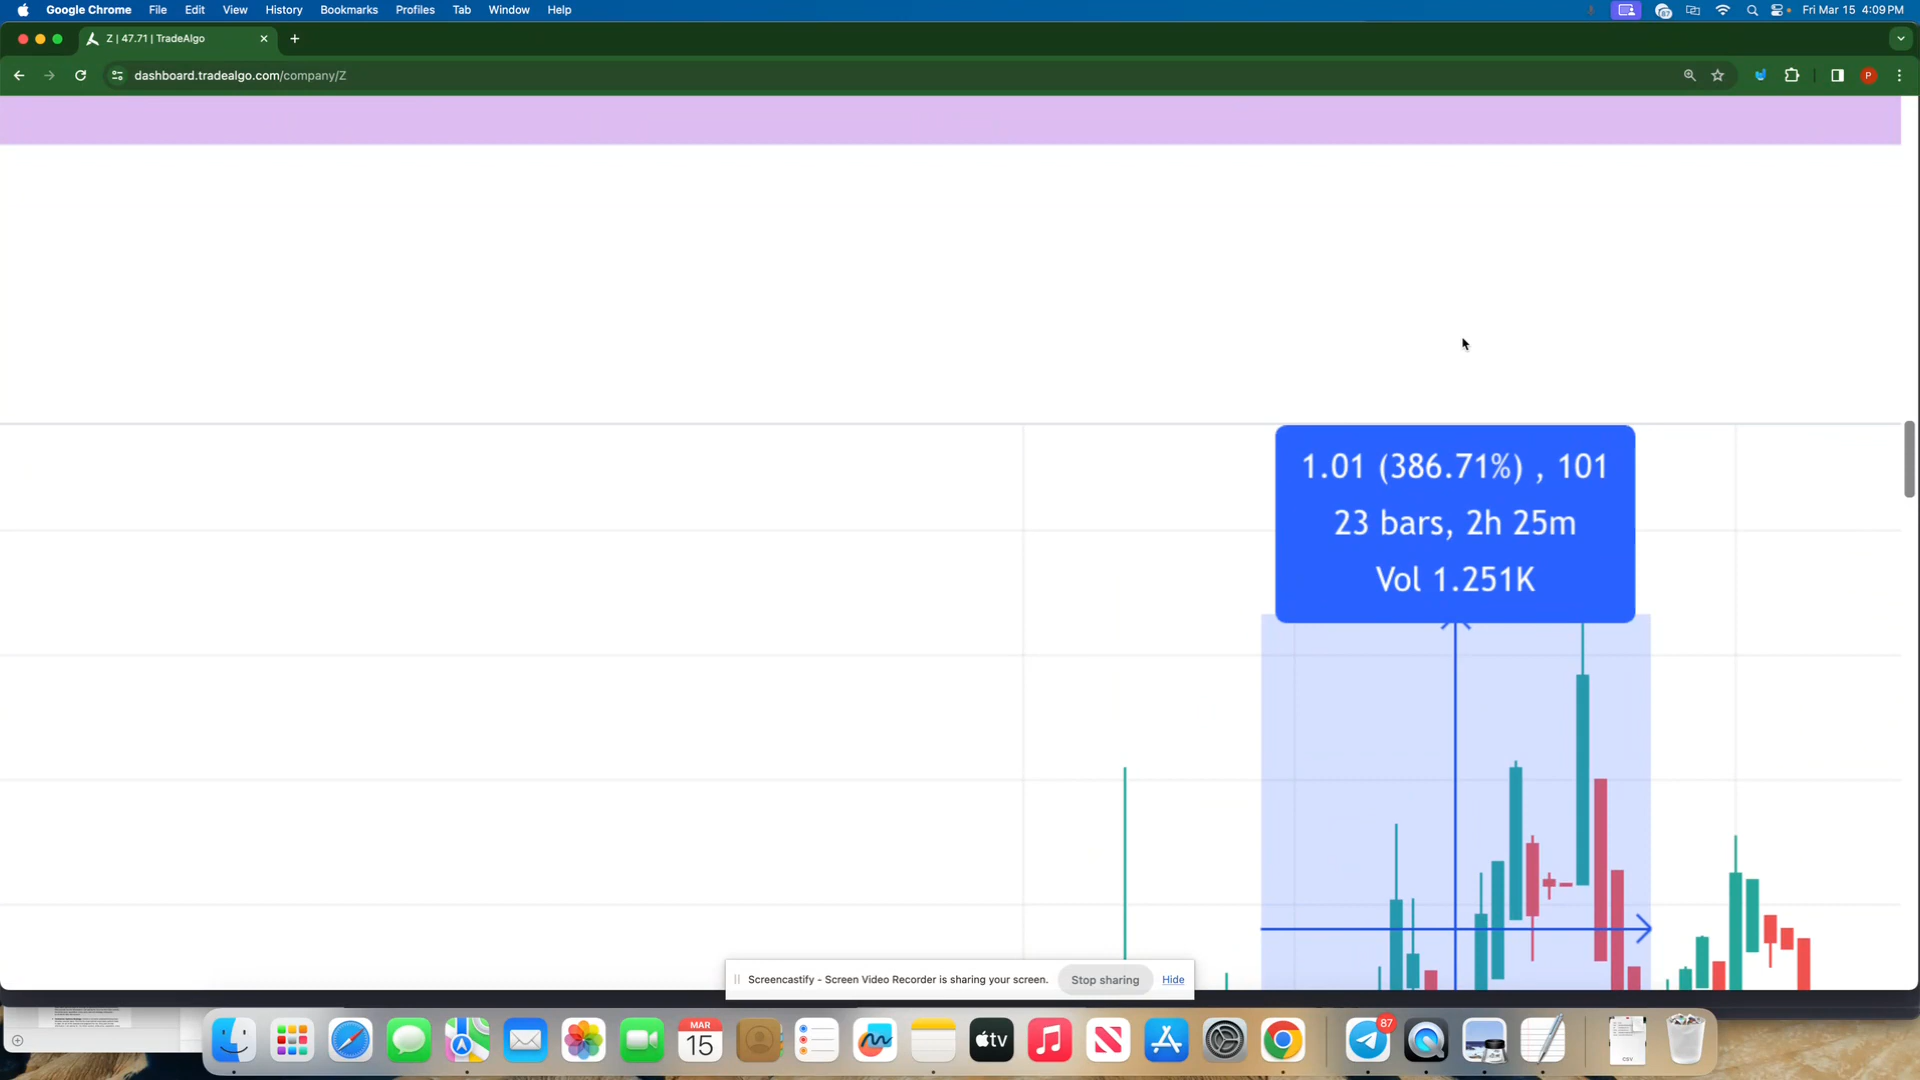 Google Chrome File Edit View History Bookmarks Profiles Tab Window Help Fri Mar 15 4:09 PM
Z | 47.71 | TradeAlgo
dashboard.tradealgo.com/company/Z
P
1.01 (386.71%) , 101
23 bars, 2h 25m
Vol 1.251K
Screencastify - Screen Video Recorder is sharing your screen. Stop sharing Hide
MAR
15
tv
87
CSV